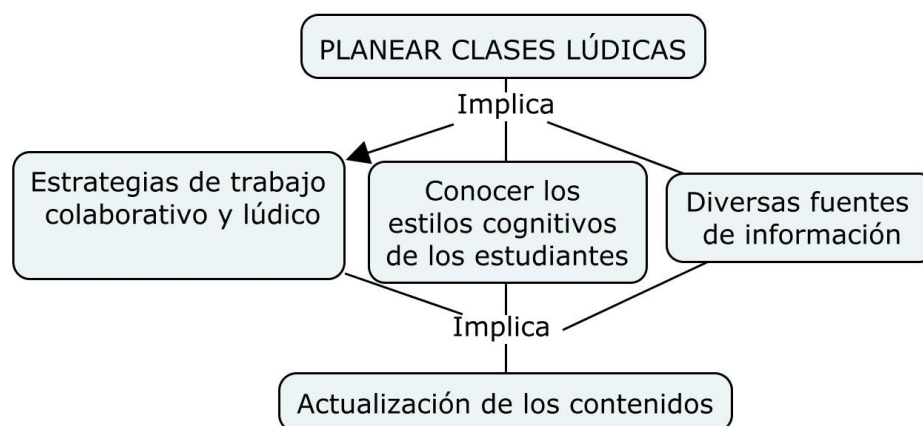 PLANEAR CLASES LÚDICAS
Implica
Estrategias de trabajo
colaborativo y lúdico
Conocer los
estilos cognitivos
de los estudiantes
Diversas fuentes
de información
Implica
Actualización de los contenidos